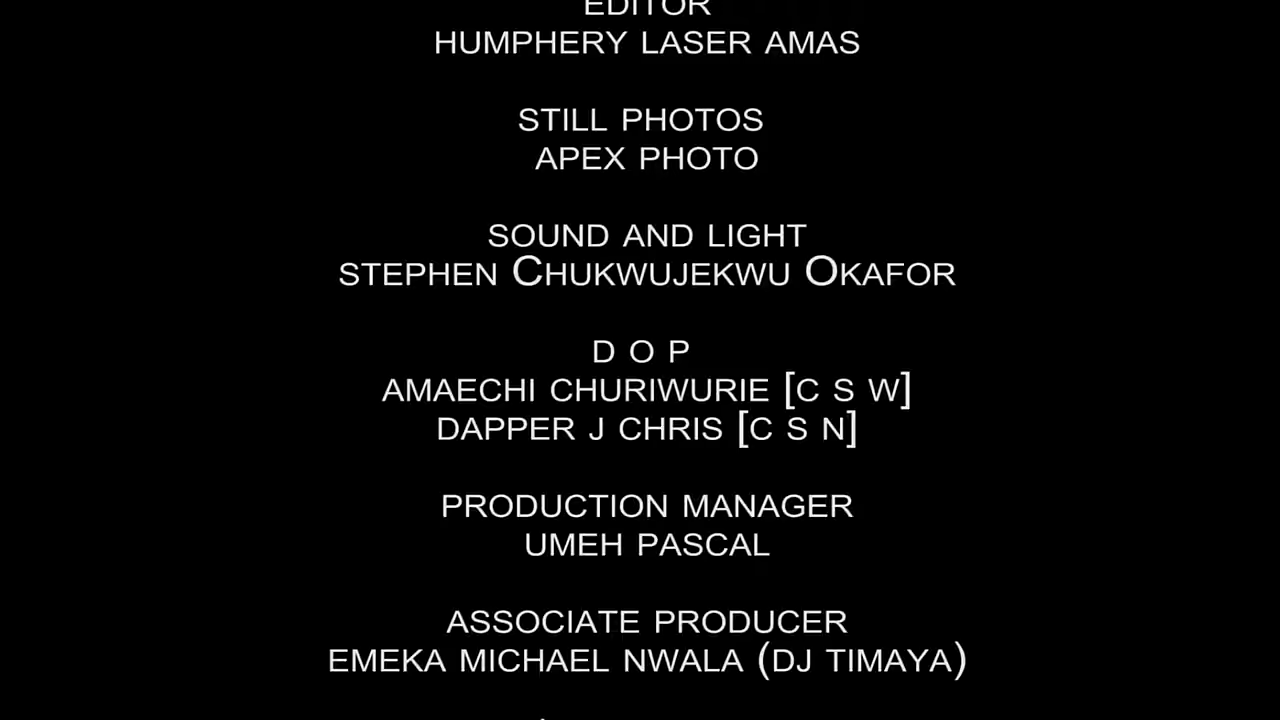 EDITOR
HUMPHERY LASER AMAS
STILL PHOTOS
APEX PHOTO
SOUND AND LIGHT
STEPHEN CHUKWUJEKWU OKAFOR
D O P
AMAECHI CHURIWURIE [C S W]
DAPPER J CHRIS [C S N]
PRODUCTION MANAGER
UMEH PASCAL
ASSOCIATE PRODUCER
EMEKA MICHAEL NWALA (DJ TIMAYA)